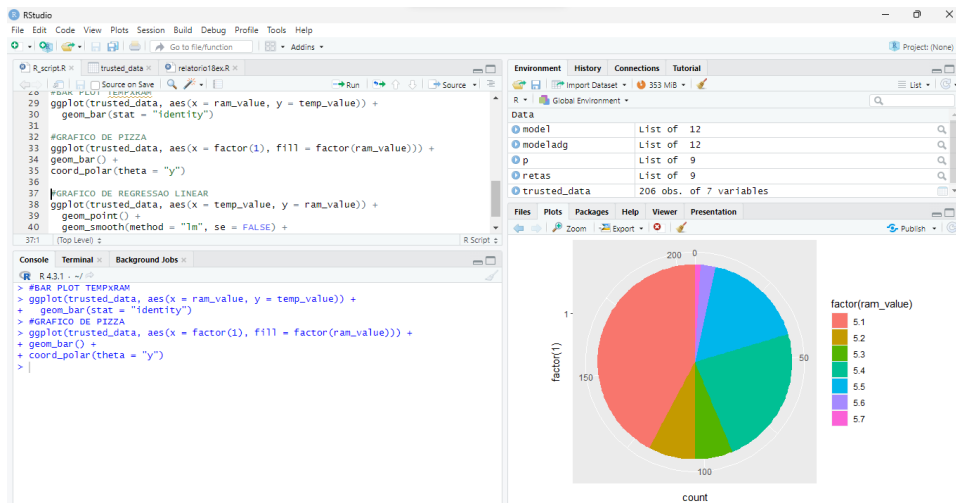 RStudio
File Edit Code View Plots Session Build Debug Profile Tools Help
Go to file/function Addins Project: (None)
R_script.R trusted_data relatorio18ex.R
Source on Save Run Source
28 #BAR PLOT TEMPxRAM
29 ggplot(trusted_data, aes(x = ram_value, y = temp_value)) +
30 geom_bar(stat = "identity")
31
32 #GRAFICO DE PIZZA
33 ggplot(trusted_data, aes(x = factor(1), fill = factor(ram_value))) +
34 geom_bar() +
35 coord_polar(theta = "y")
36
37 #GRAFICO DE REGRESSAO LINEAR
38 ggplot(trusted_data, aes(x = temp_value, y = ram_value)) +
39 geom_point() +
40 geom_smooth(method = "lm", se = FALSE) +
37:1 (Top Level) R Script
Console Terminal Background Jobs
R 4.3.1 · ~/
> #BAR PLOT TEMPxRAM
> ggplot(trusted_data, aes(x = ram_value, y = temp_value)) +
+ geom_bar(stat = "identity")
> #GRAFICO DE PIZZA
> ggplot(trusted_data, aes(x = factor(1), fill = factor(ram_value))) +
+ geom_bar() +
+ coord_polar(theta = "y")
>
Environment History Connections Tutorial
Import Dataset 353 MiB List
R Global Environment
Data
model List of 12
modeladg List of 12
p List of 9
retas List of 9
trusted_data 206 obs. of 7 variables
Files Plots Packages Help Viewer Presentation
Zoom Export Publish
200 0
1
50
150
100
factor(1)
count
factor(ram_value)
5.1
5.2
5.3
5.4
5.5
5.6
5.7